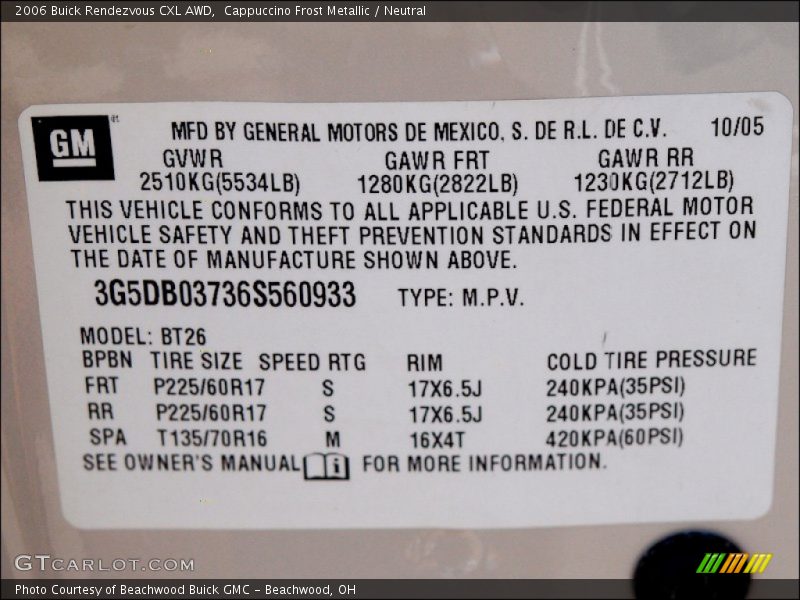 2006 Buick Rendezvous CXL AWD,  Cappuccino Frost Metallic / Neutral
GM MFD BY GENERAL MOTORS DE MEXICO, S. DE R.L. DE C.V. 10/05
GVWR GAWR FRT GAWR RR
2510KG(5534LB) 1280KG(2822LB) 1230KG(2712LB)
THIS VEHICLE CONFORMS TO ALL APPLICABLE U.S. FEDERAL MOTOR
VEHICLE SAFETY AND THEFT PREVENTION STANDARDS IN EFFECT ON
THE DATE OF MANUFACTURE SHOWN ABOVE.
3G5DB03736S560933 TYPE: M.P.V.
MODEL: BT26
BPBN TIRE SIZE SPEED RTG RIM COLD TIRE PRESSURE
FRT P225/60R17 S 17X6.5J 240KPA(35PSI)
RR P225/60R17 S 17X6.5J 240KPA(35PSI)
SPA T135/70R16 M 16X4T 420KPA(60PSI)
SEE OWNER'S MANUAL i FOR MORE INFORMATION.
GTCARLOT.COM
Photo Courtesy of Beachwood Buick GMC - Beachwood, OH